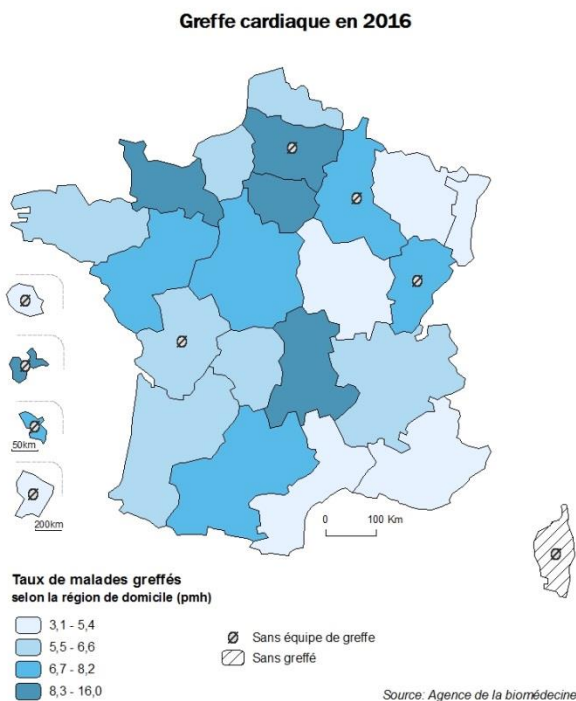 Greffe cardiaque en 2016
50km
200km
0 100 Km
Taux de malades greffés
selon la région de domicile (pmh)
3,1 - 5,4
5,5 - 6,6
6,7 - 8,2
8,3 - 16,0
Sans équipe de greffe
Sans greffé
Source: Agence de la biomédecine